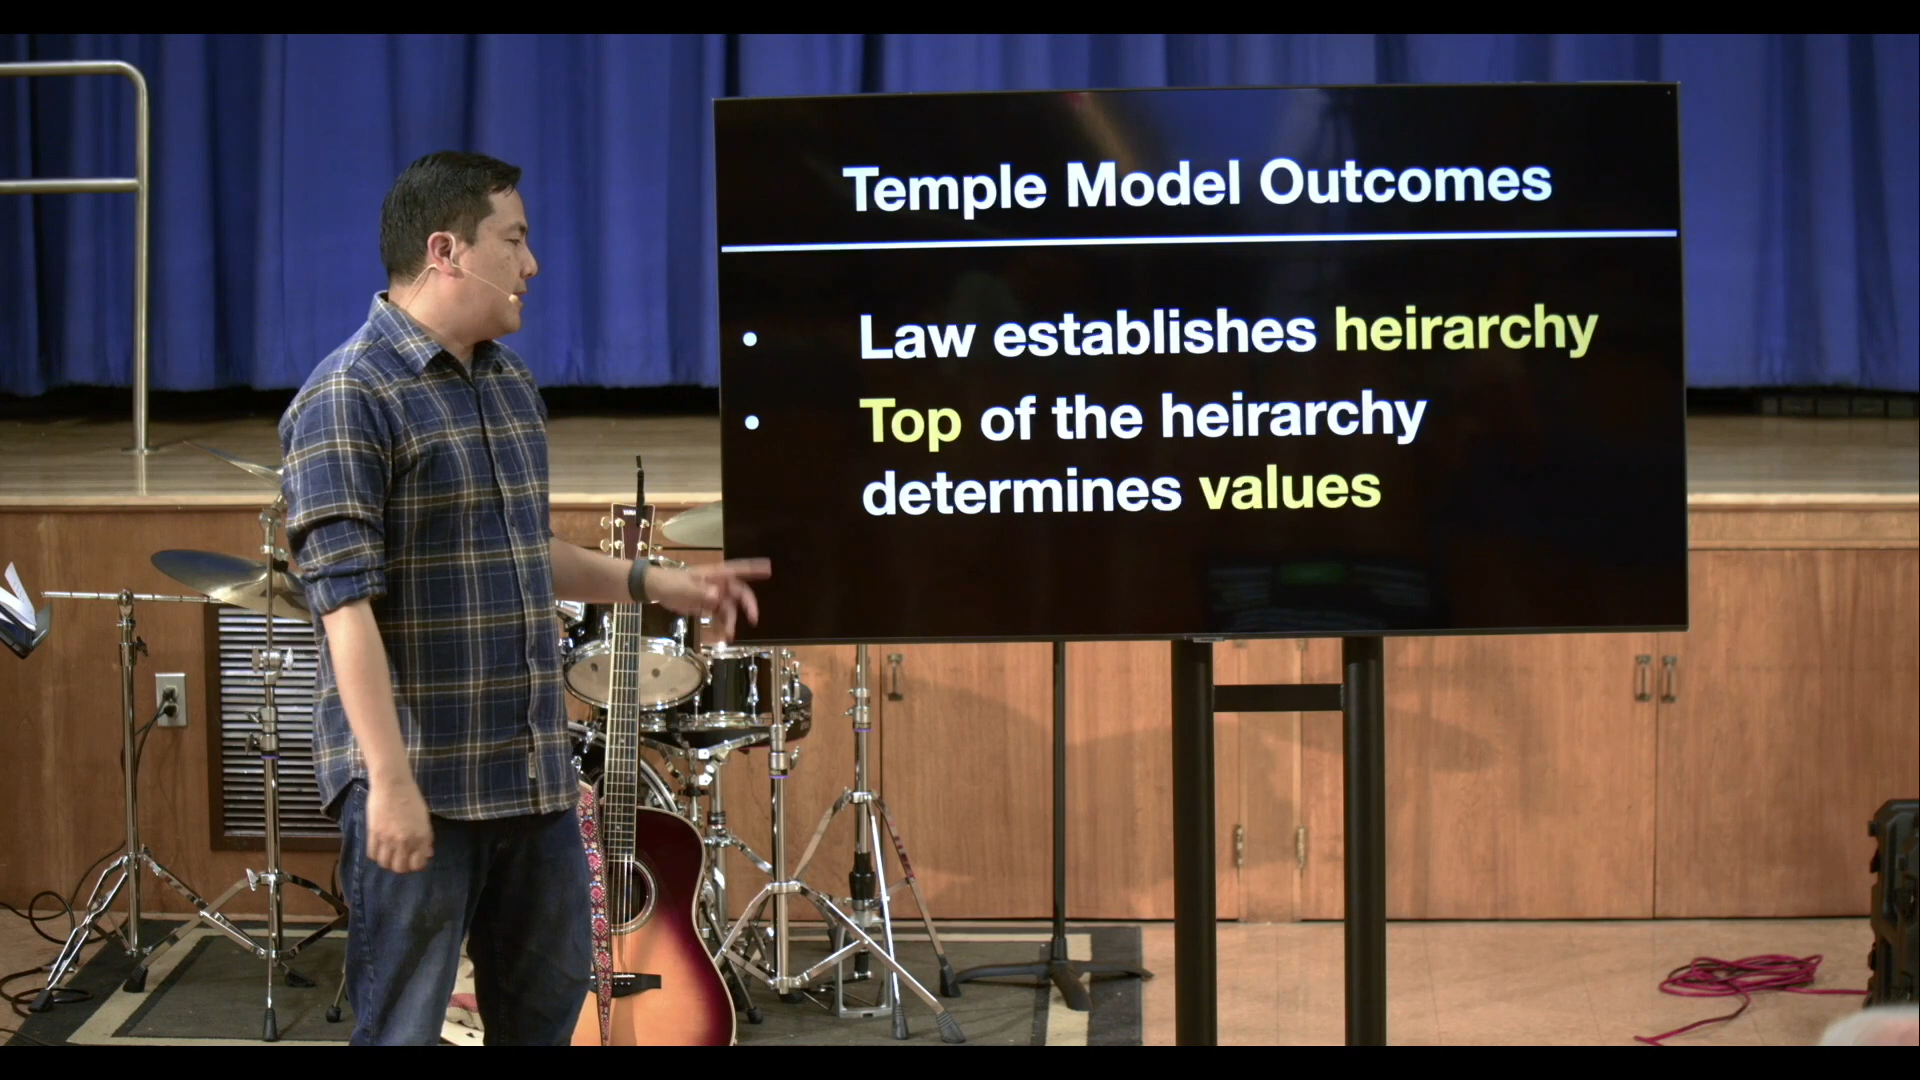 Temple Model Outcomes
• Law establishes heirarchy
• Top of the heirarchy
determines values